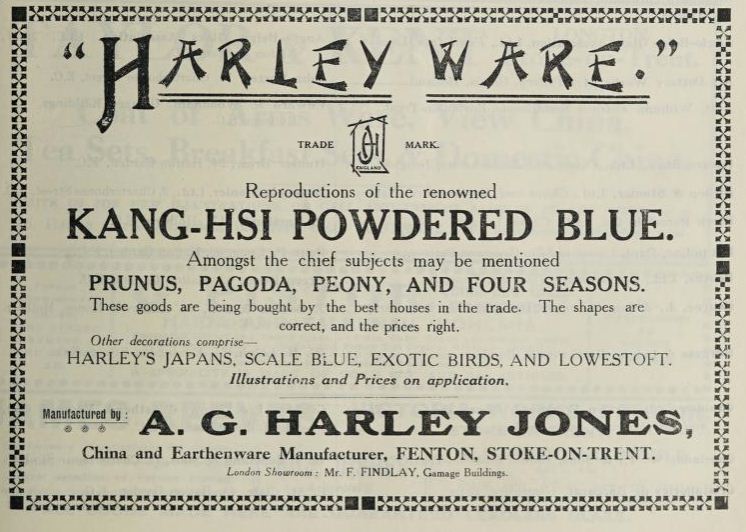 "HARLEY WARE."
TRADE HJ ENGLAND MARK
Reproductions of the renowned
KANG-HSI POWDERED BLUE.
Amongst the chief subjects may be mentioned
PRUNUS, PAGODA, PEONY, AND FOUR SEASONS.
These goods are being bought by the best houses in the trade. The shapes are
correct, and the prices right.
Other decorations comprise—
HARLEY'S JAPANS, SCALE BLUE, EXOTIC BIRDS, AND LOWESTOFT.
Illustrations and Prices on application.
Manufactured by : A. G. HARLEY JONES,
China and Earthenware Manufacturer, FENTON, STOKE-ON-TRENT.
London Showroom : Mr. F. FINDLAY, Gamage Buildings.